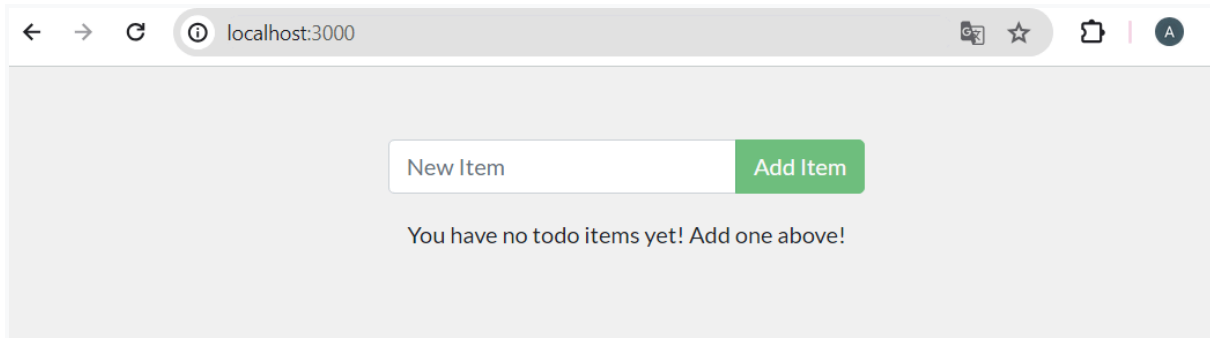 localhost:3000
A
New Item
Add Item
You have no todo items yet! Add one above!